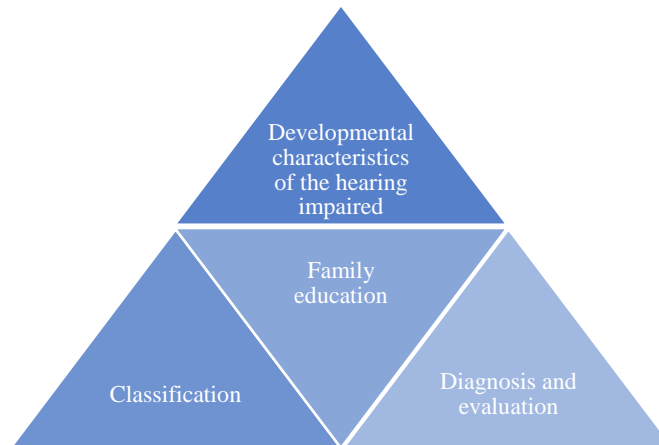 Developmental
characteristics
of the hearing
impaired
Family
education
Classification
Diagnosis and
evaluation